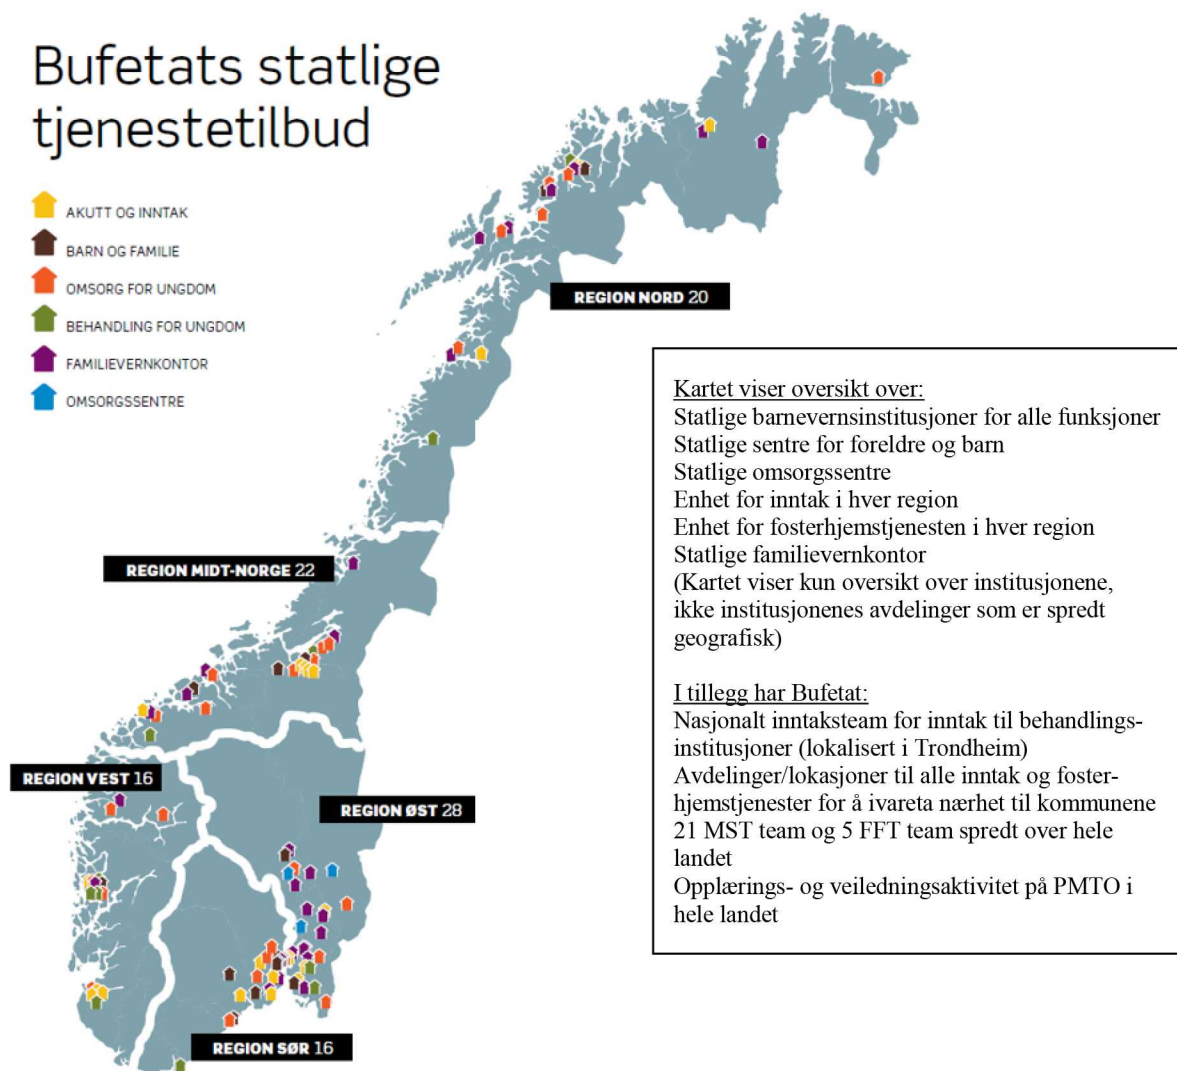 Bufetats statlige
tjenestetilbud
AKUTT OG INNTAK
BARN OG FAMILIE
OMSORG FOR UNGDOM
BEHANDLING FOR UNGDOM
FAMILIEVERNKONTOR
OMSORGSSENTRE
REGION NORD 20
REGION MIDT-NORGE 22
REGION VEST 16
REGION ØST 28
REGION SØR 16
Kartet viser oversikt over:
Statlige barnevernsinstitusjoner for alle funksjoner
Statlige sentre for foreldre og barn
Statlige omsorgssentre
Enhet for inntak i hver region
Enhet for fosterhjemstjenesten i hver region
Statlige familievernkontor
(Kartet viser kun oversikt over institusjonene,
ikke institusjonenes avdelinger som er spredt
geografisk)
I tillegg har Bufetat:
Nasjonalt inntaksteam for inntak til behandlings-
institusjoner (lokalisert i Trondheim)
Avdelinger/lokasjoner til alle inntak og foster-
hjemstjenester for å ivareta nærhet til kommunene
21 MST team og 5 FFT team spredt over hele
landet
Opplærings- og veiledningsaktivitet på PMTO i
hele landet